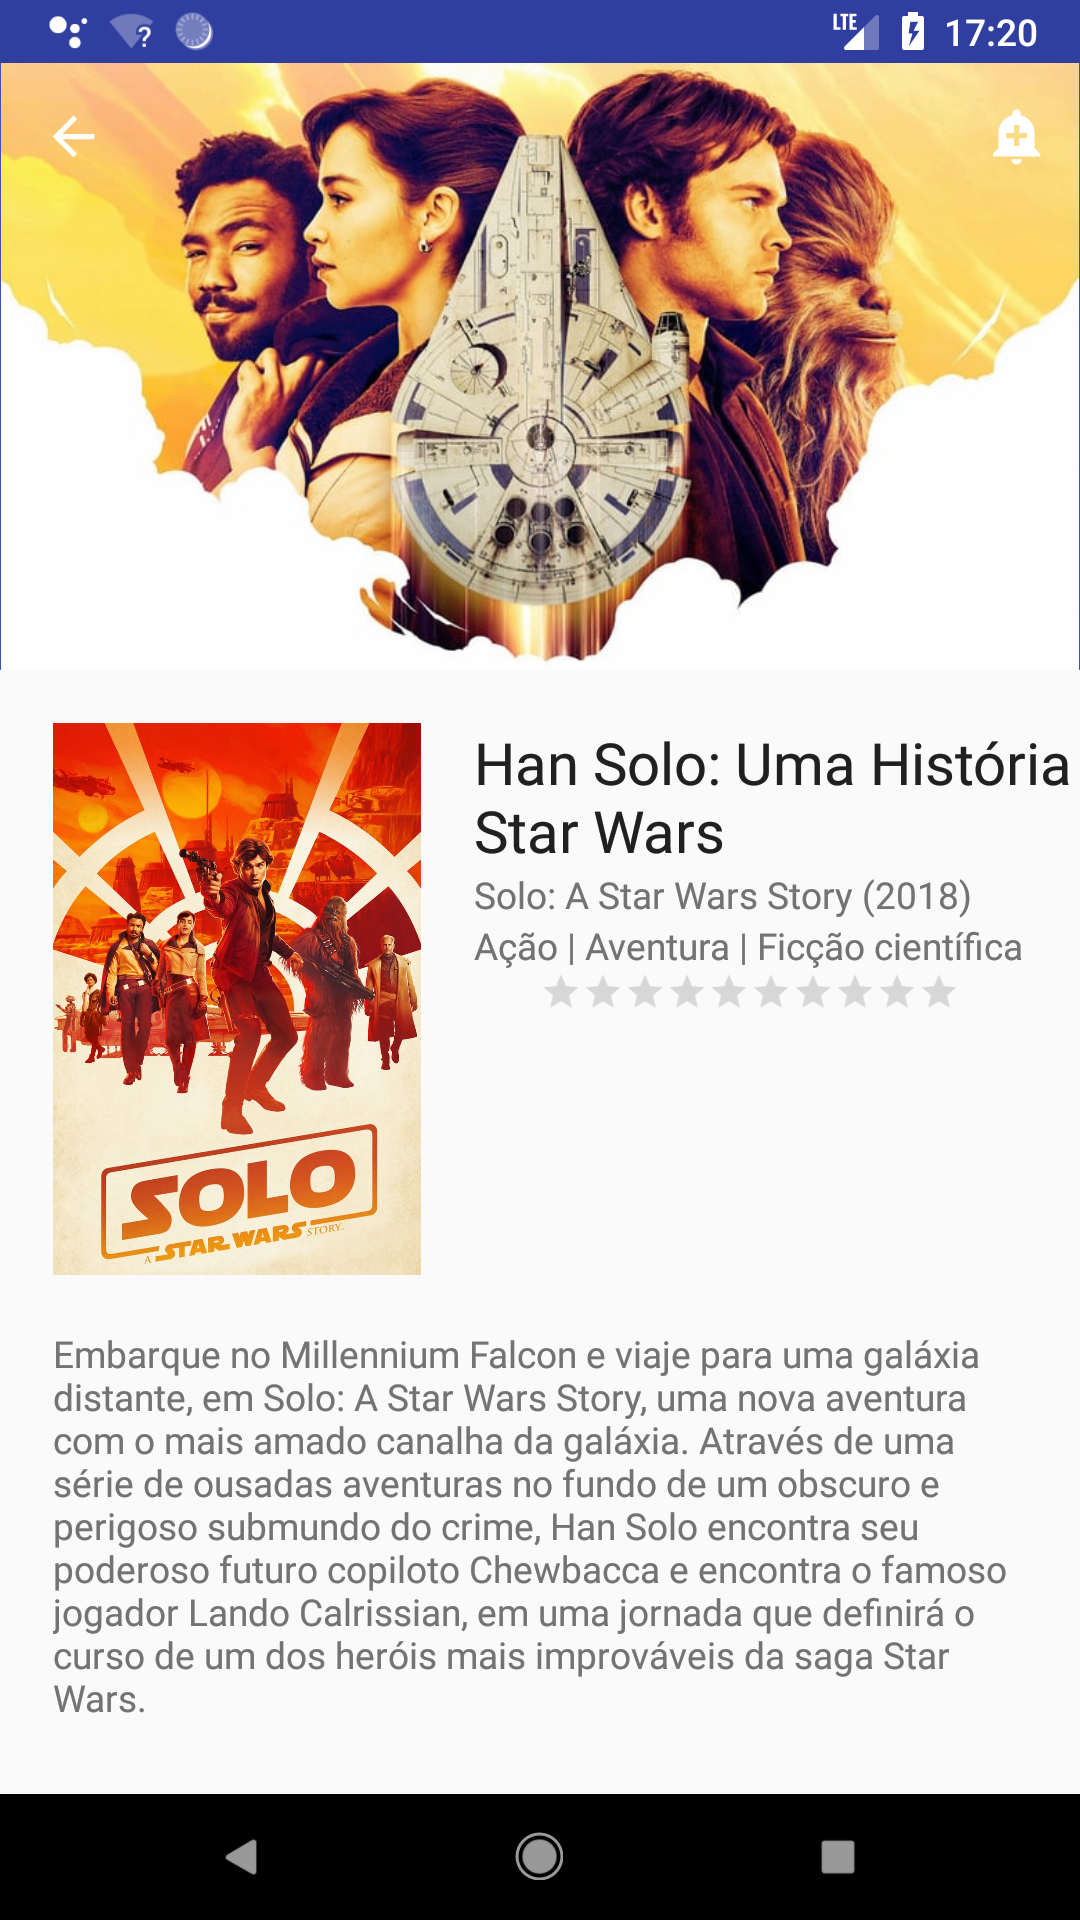 LTE 17:20
Han Solo: Uma História
Star Wars
Solo: A Star Wars Story (2018)
Ação | Aventura | Ficção científica
SOLO
A STAR WARS STORY.
Embarque no Millennium Falcon e viaje para uma galáxia
distante, em Solo: A Star Wars Story, uma nova aventura
com o mais amado canalha da galáxia. Através de uma
série de ousadas aventuras no fundo de um obscuro e
perigoso submundo do crime, Han Solo encontra seu
poderoso futuro copiloto Chewbacca e encontra o famoso
jogador Lando Calrissian, em uma jornada que definirá o
curso de um dos heróis mais improváveis da saga Star
Wars.